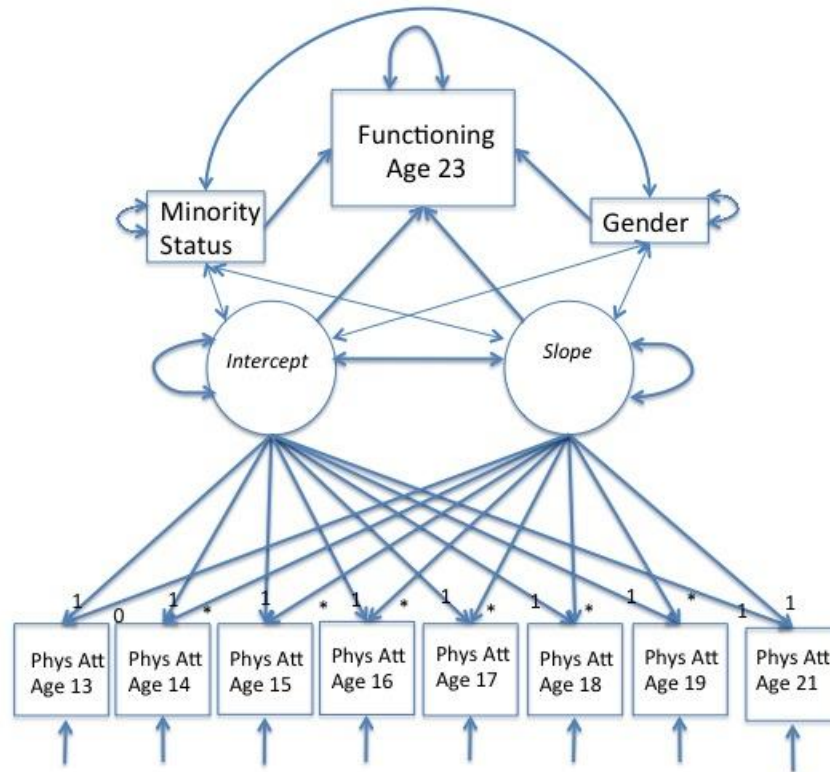 Functioning
Age 23
Minority
Status
Gender
Intercept
Slope
1
0
1
*
1
*
1
*
1
*
1
*
1
*
1
1
Phys Att
Age 13
Phys Att
Age 14
Phys Att
Age 15
Phys Att
Age 16
Phys Att
Age 17
Phys Att
Age 18
Phys Att
Age 19
Phys Att
Age 21